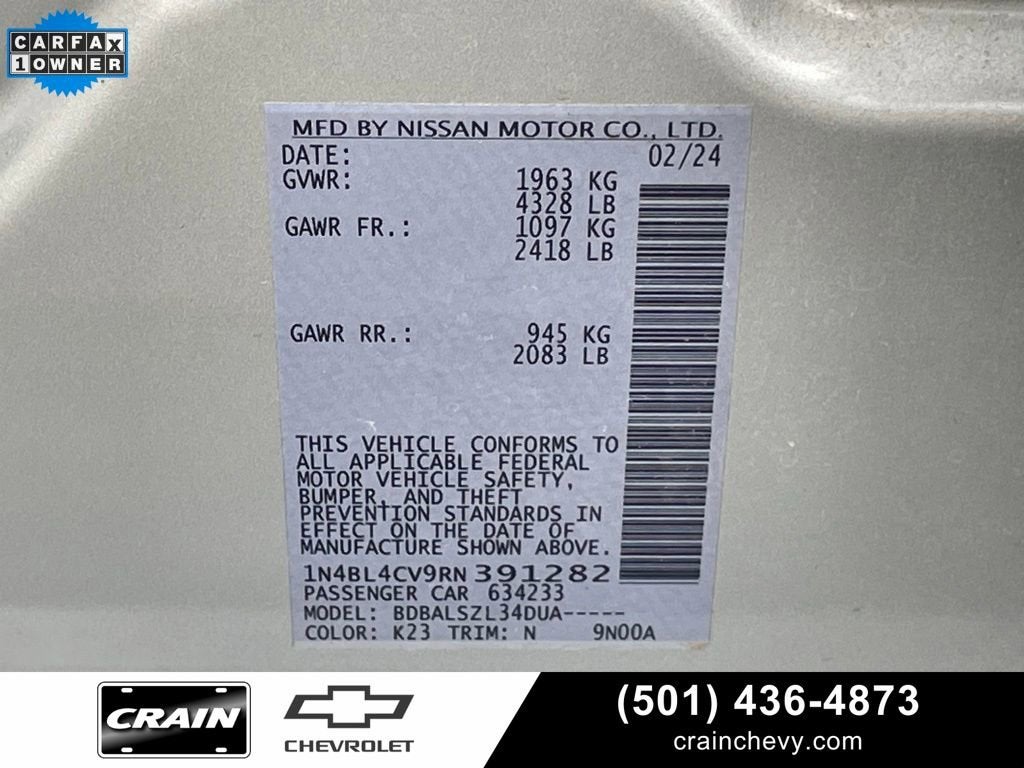 CARFAX
1 OWNER
MFD BY NISSAN MOTOR CO., LTD.
DATE: 02/24
GVWR: 1963 KG
4328 LB
GAWR FR.: 1097 KG
2418 LB
GAWR RR.: 945 KG
2083 LB
THIS VEHICLE CONFORMS TO
ALL APPLICABLE FEDERAL
MOTOR VEHICLE SAFETY,
BUMPER, AND THEFT
PREVENTION STANDARDS IN
EFFECT ON THE DATE OF
MANUFACTURE SHOWN ABOVE.
1N4BL4CV9RN391282
PASSENGER CAR 634233
MODEL: BDBALSZL34DUA-----
COLOR: K23 TRIM: N 9N00A
CRAIN
CHEVROLET
(501) 436-4873
crainchevy.com